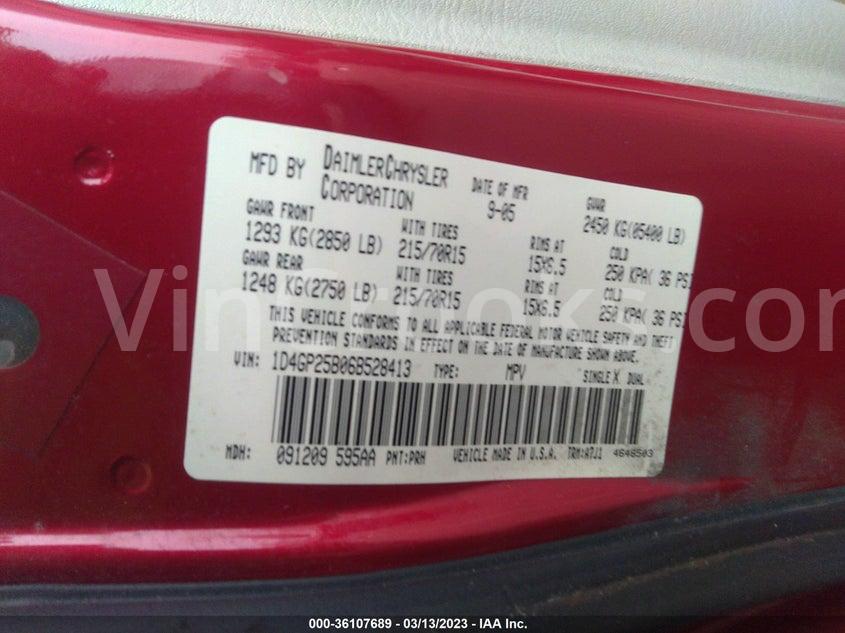 MFD BY DAIMLERCHRYSLER CORPORATION
DATE OF MFR
9-05
GVWR
2450 KG(05400 LB)
GAWR FRONT
1293 KG(2850 LB)
WITH TIRES
215/70R15
RIMS AT
15X6.5
COLD
250 KPA( 36 PSI
GAWR REAR
1248 KG(2750 LB)
WITH TIRES
215/70R15
RIMS AT
15X6.5
COLD
250 KPA( 36 PSI
THIS VEHICLE CONFORMS TO ALL APPLICABLE FEDERAL MOTOR VEHICLE SAFETY AND THEFT
PREVENTION STANDARDS IN EFFECT ON THE DATE OF MANUFACTURE SHOWN ABOVE.
VIN: 1D4GP25B06B528413 TYPE: MPV SINGLE X DUAL
MDH: 091209 595AA PNT:PRH VEHICLE MADE IN U.S.A. TRM:A7J1 4648503
000-36107689 - 03/13/2023 - IAA Inc.